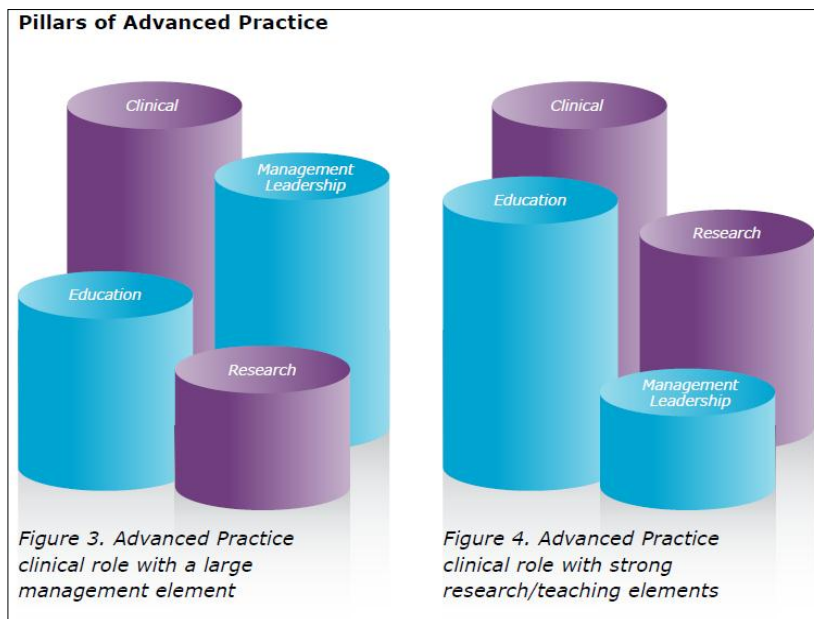 Pillars of Advanced Practice
Clinical
Management
Leadership
Education
Research
Figure 3. Advanced Practice
clinical role with a large
management element
Clinical
Education
Research
Management
Leadership
Figure 4. Advanced Practice
clinical role with strong
research/teaching elements